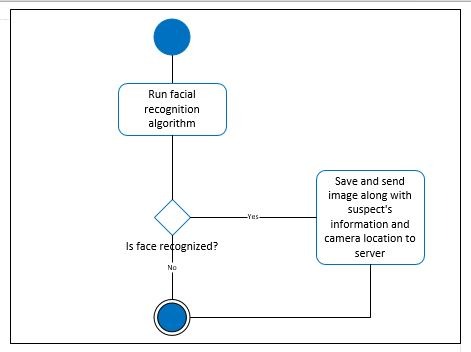 Run facial
recognition
algorithm
Yes
Save and send
image along with
suspect's
information and
camera location to
server
Is face recognized?
No